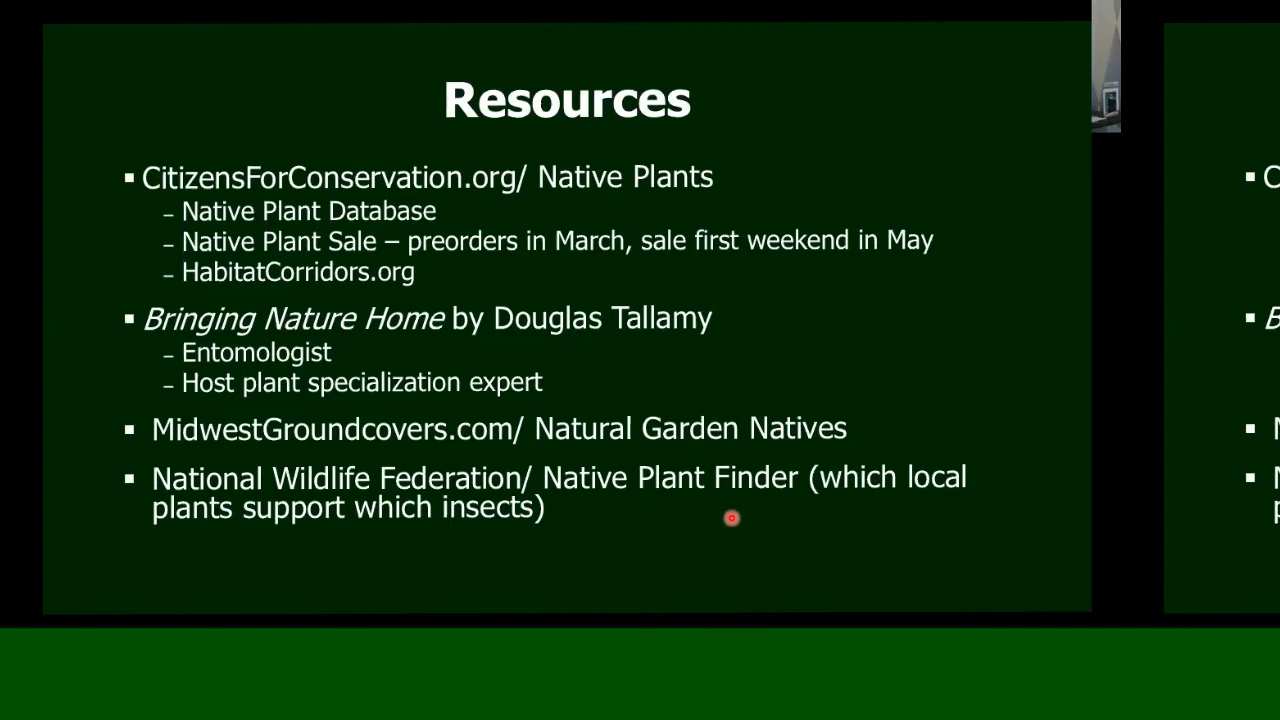 Resources
▪ CitizensForConservation.org/ Native Plants
– Native Plant Database
– Native Plant Sale – preorders in March, sale first weekend in May
– HabitatCorridors.org
▪ Bringing Nature Home by Douglas Tallamy
– Entomologist
– Host plant specialization expert
▪ MidwestGroundcovers.com/ Natural Garden Natives
▪ National Wildlife Federation/ Native Plant Finder (which local
plants support which insects)